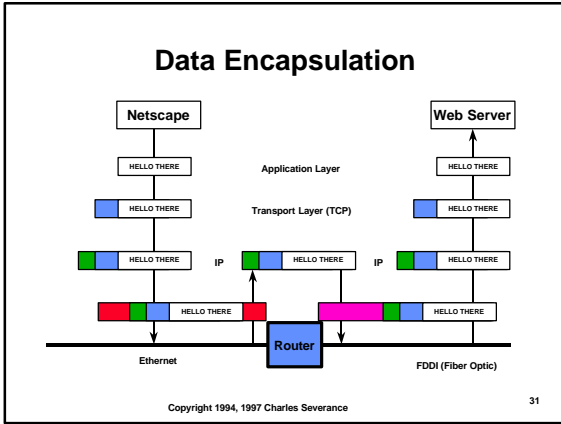 Data Encapsulation
Netscape
Web Server
HELLO THERE
Application Layer
HELLO THERE
HELLO THERE
Transport Layer (TCP)
HELLO THERE
HELLO THERE
IP
HELLO THERE
IP
HELLO THERE
HELLO THERE
HELLO THERE
Router
Ethernet
FDDI (Fiber Optic)
Copyright 1994, 1997 Charles Severance
31